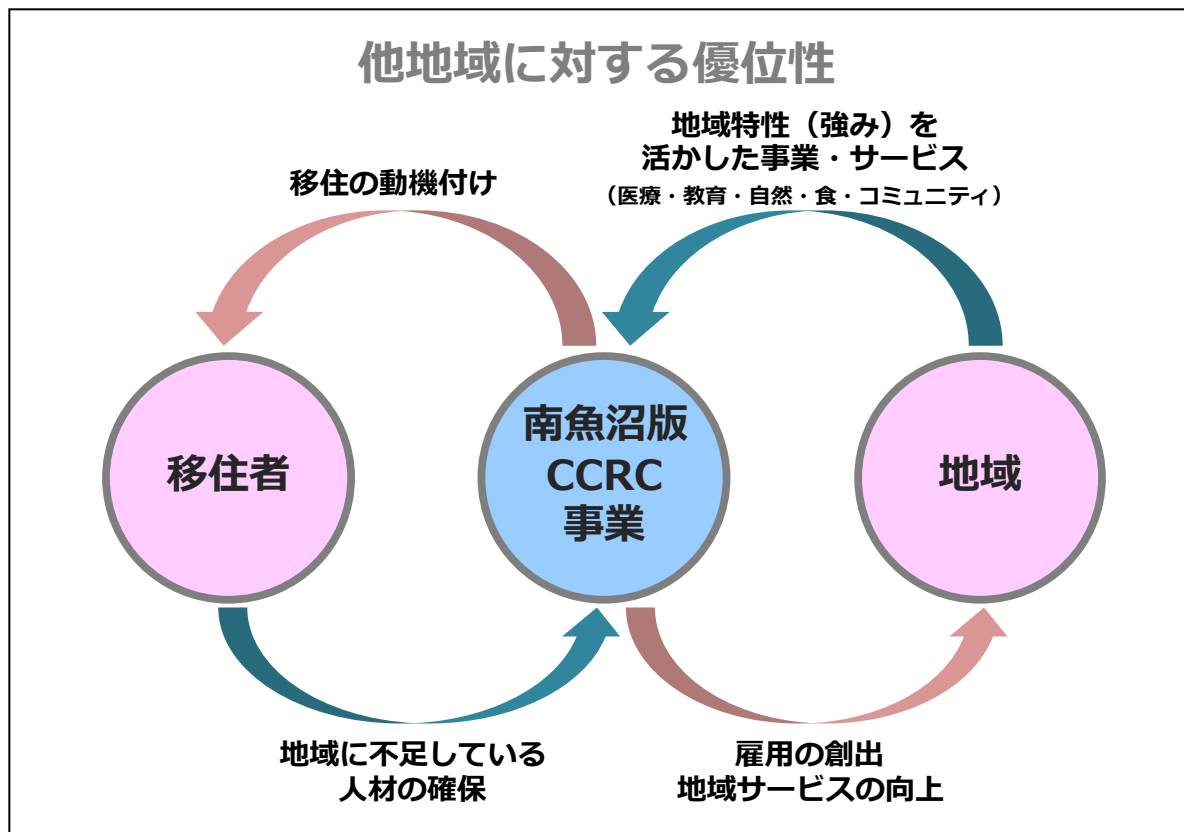 他地域に対する優位性
地域特性（強み）を
活かした事業・サービス
（医療・教育・自然・食・コミュニティ）
移住の動機付け
移住者
南魚沼版
CCRC
事業
地域
地域に不足している
人材の確保
雇用の創出
地域サービスの向上